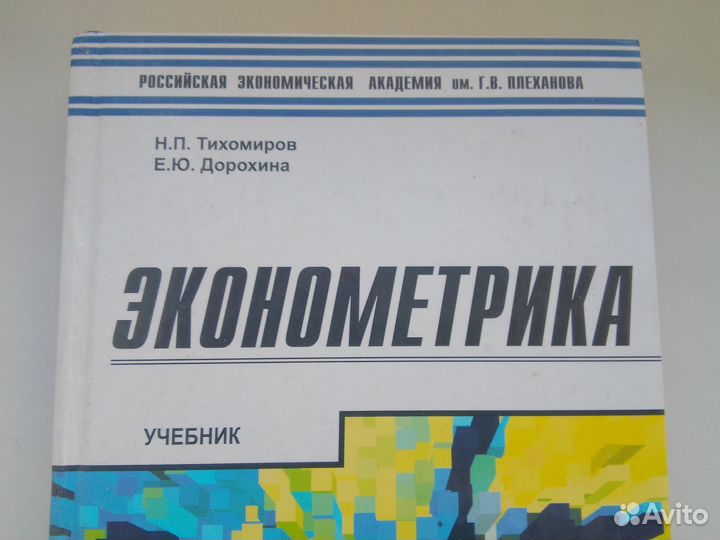 РОССИЙСКАЯ ЭКОНОМИЧЕСКАЯ АКАДЕМИЯ им. Г.В. ПЛЕХАНОВА
Н.П. Тихомиров
Е.Ю. Дорохина
ЭКОНОМЕТРИКА
УЧЕБНИК
Avito